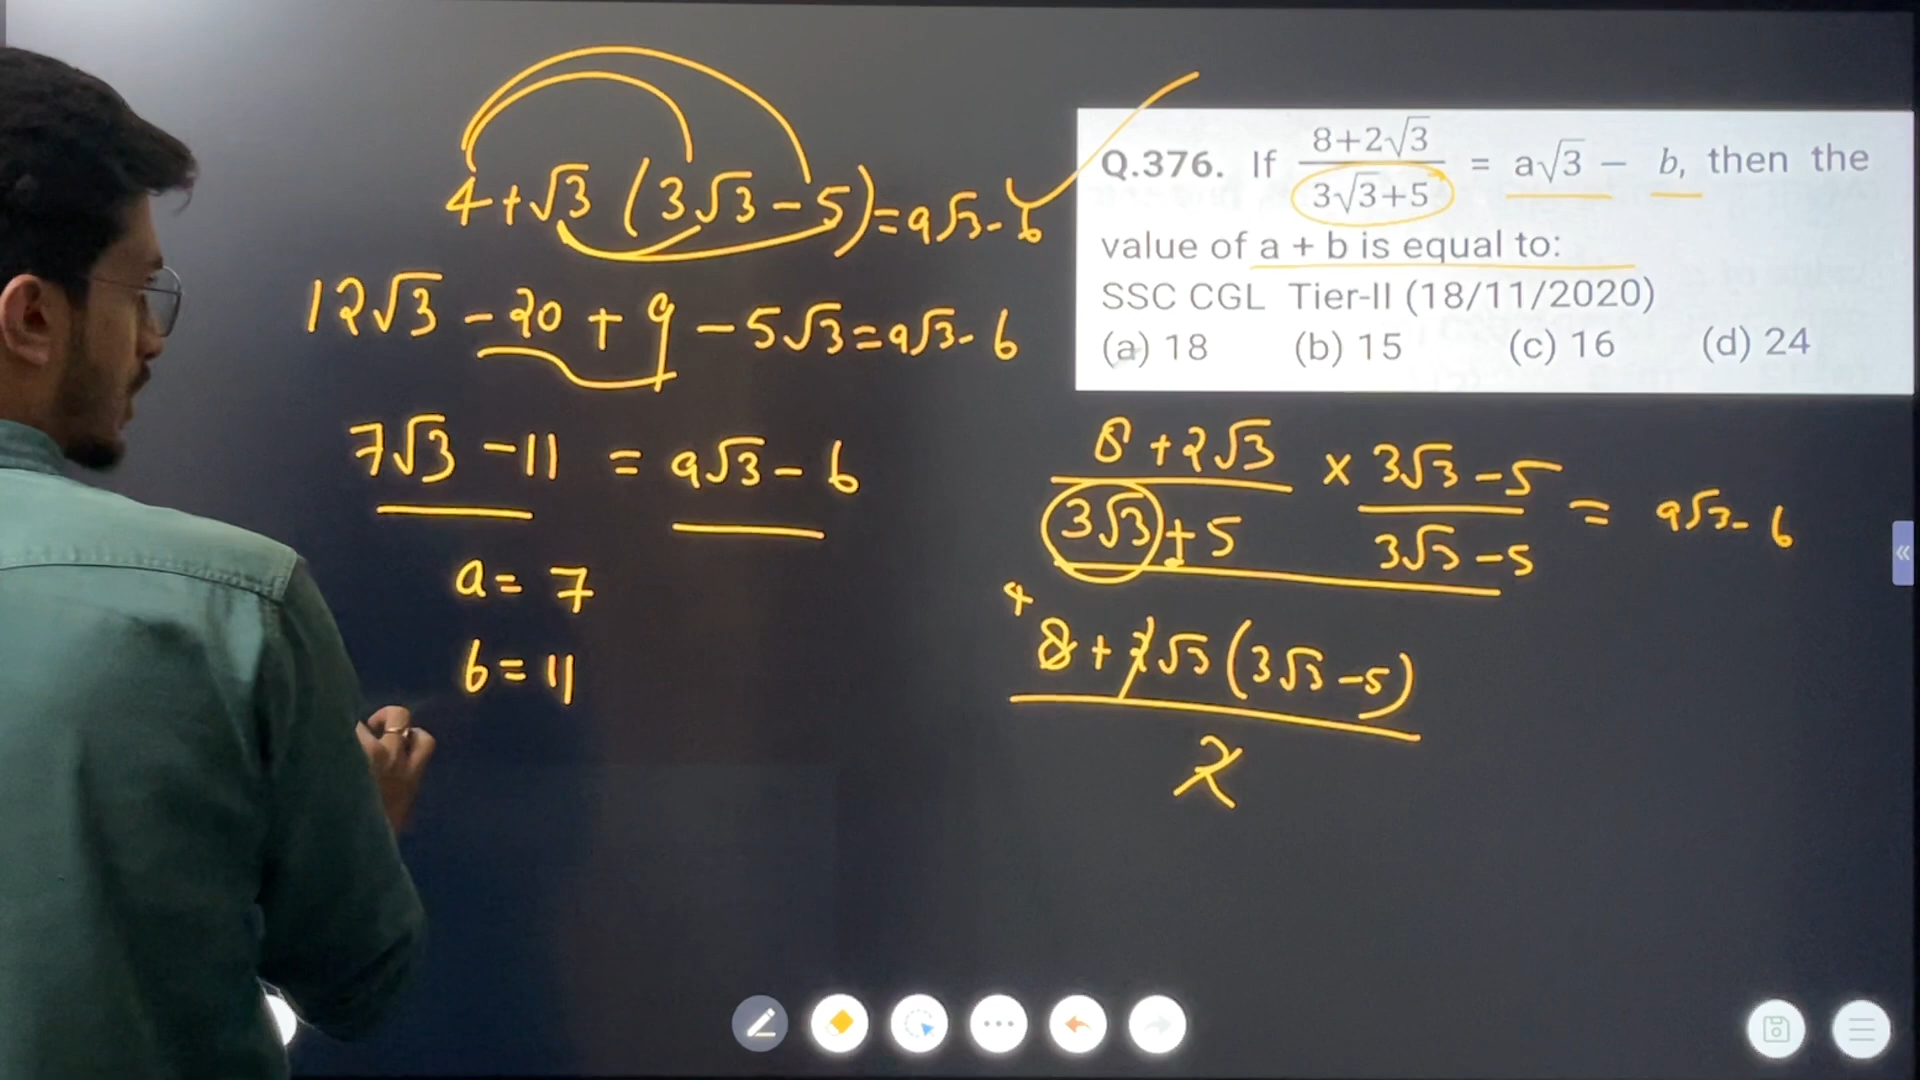 4+√3 (3√3-5)=a√3-b
12√3 -20 + 9 -5√3=a√3-b
7√3 -11 = a√3- b
a= 7
b= 11
Q.376. If 8+2√3 / 3√3+5 = a√3 − b, then the
value of a + b is equal to:
SSC CGL Tier-II (18/11/2020)
(a) 18 (b) 15 (c) 16 (d) 24
8+2√3 / 3√3+5 × 3√3-5 / 3√3-5 = a√3- b
4
8+2√3(3√3-5) / 2